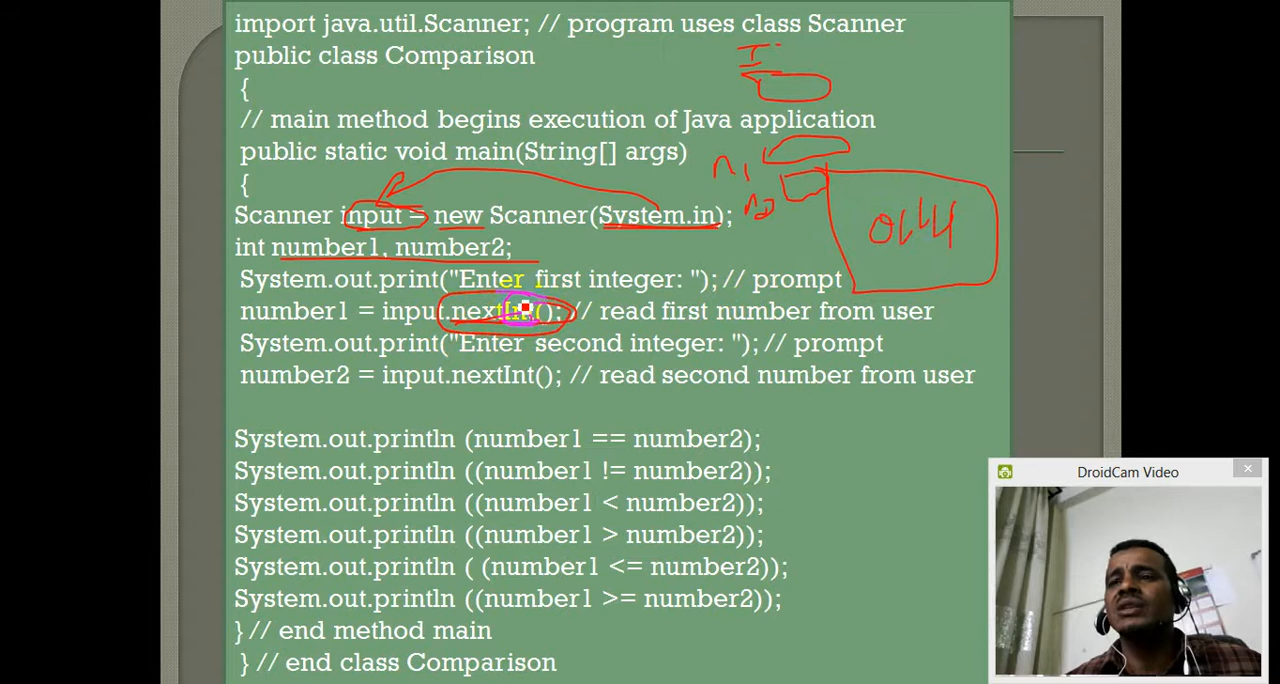 import java.util.Scanner; // program uses class Scanner
public class Comparison
{
// main method begins execution of Java application
public static void main(String[] args)
{
Scanner input = new Scanner(System.in);
int number1, number2;
System.out.print("Enter first integer: "); // prompt
number1 = input.nextInt(); // read first number from user
System.out.print("Enter second integer: "); // prompt
number2 = input.nextInt(); // read second number from user
System.out.println (number1 == number2);
System.out.println ((number1 != number2));
System.out.println ((number1 < number2));
System.out.println ((number1 > number2));
System.out.println ( (number1 <= number2));
System.out.println ((number1 >= number2));
} // end method main
} // end class Comparison
I
n1
n2
DroidCam Video